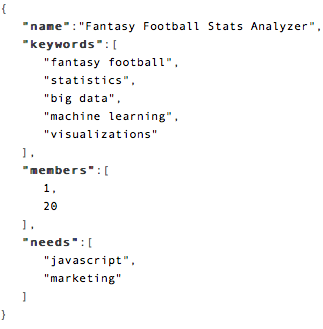 {
"name":"Fantasy Football Stats Analyzer",
"keywords":[
"fantasy football",
"statistics",
"big data",
"machine learning",
"visualizations"
],
"members":[
1,
20
],
"needs":[
"javascript",
"marketing"
]
}